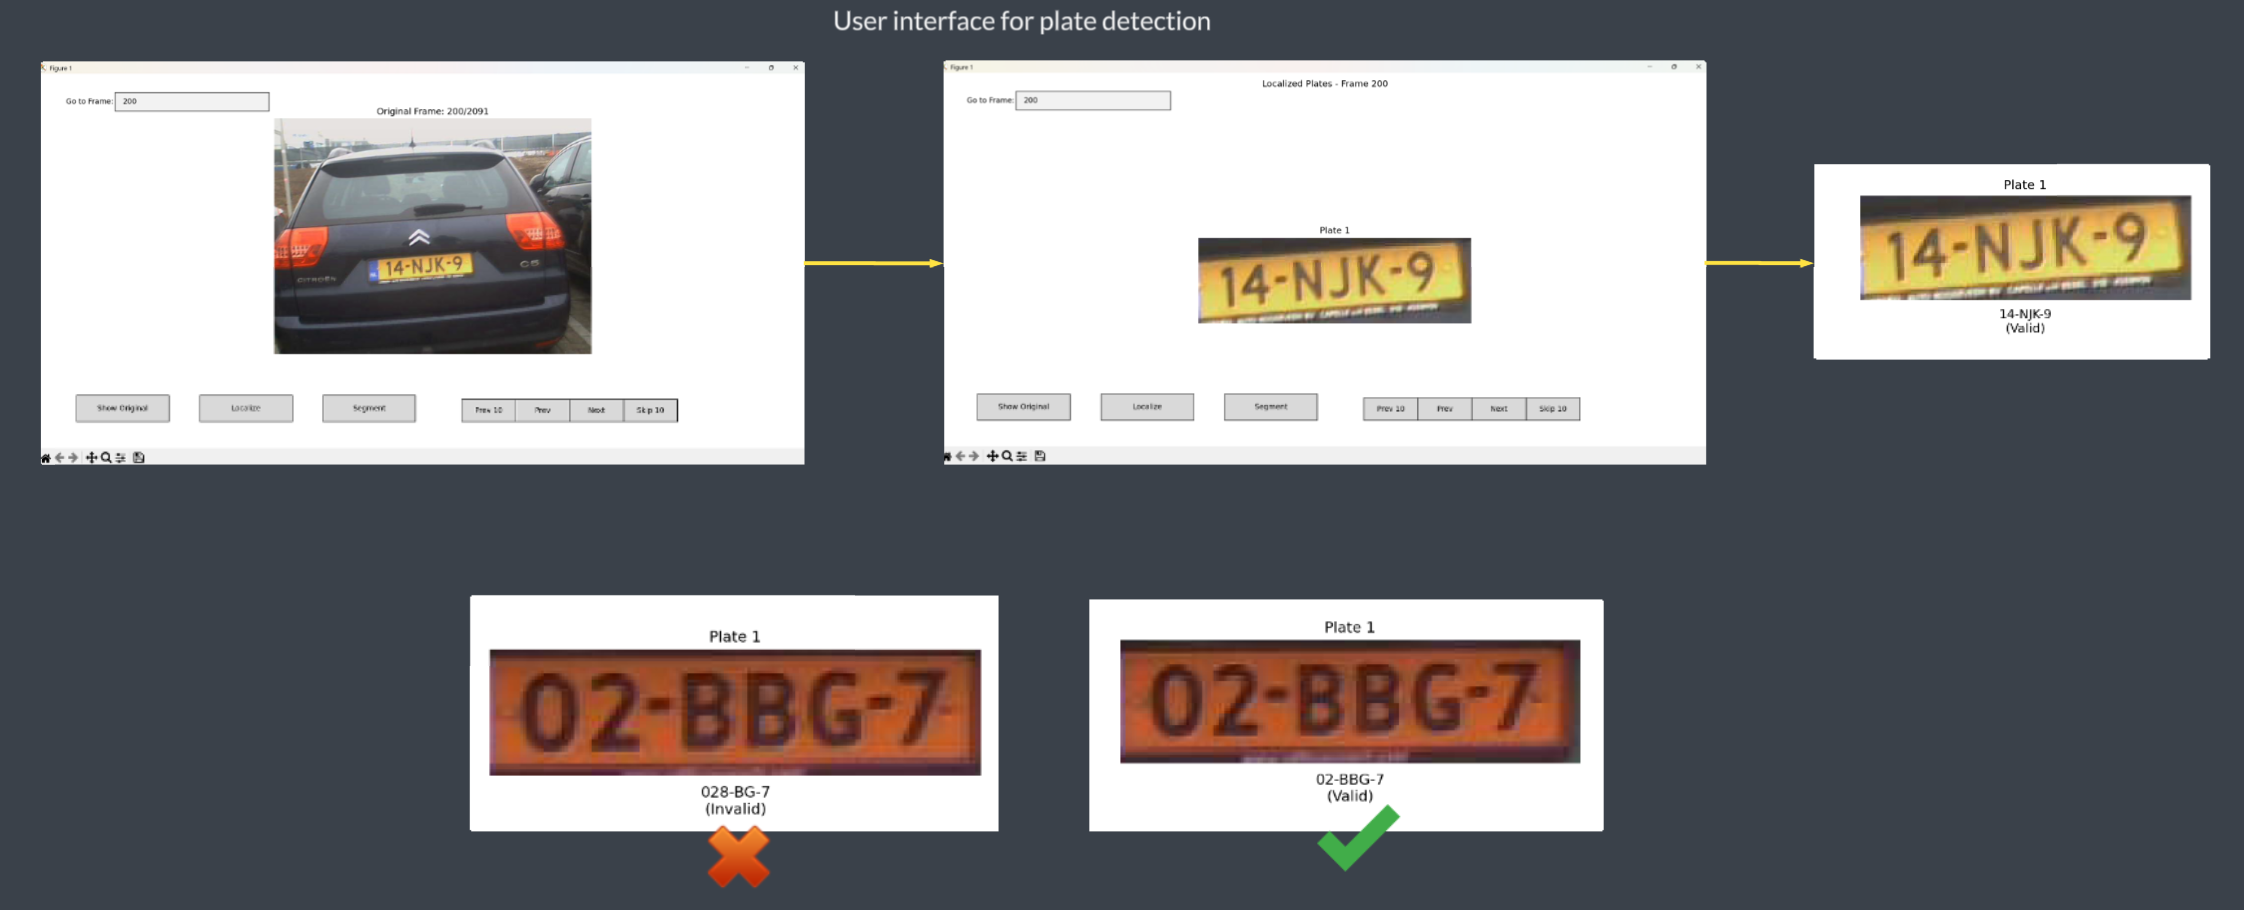 User interface for plate detection
Figure 1
Go to Frame: 200
Original Frame: 200/2091
14-NJK-9
CITROËN
C5
Show Original Localize Segment Prev 10 Prev Next Skip 10
Figure 1
Localized Plates - Frame 200
Go to Frame: 200
Plate 1
14-NJK-9
Show Original Localize Segment Prev 10 Prev Next Skip 10
Plate 1
14-NJK-9
14-NJK-9
(Valid)
Plate 1
02-BBG-7
028-BG-7
(Invalid)
Plate 1
02-BBG-7
02-BBG-7
(Valid)